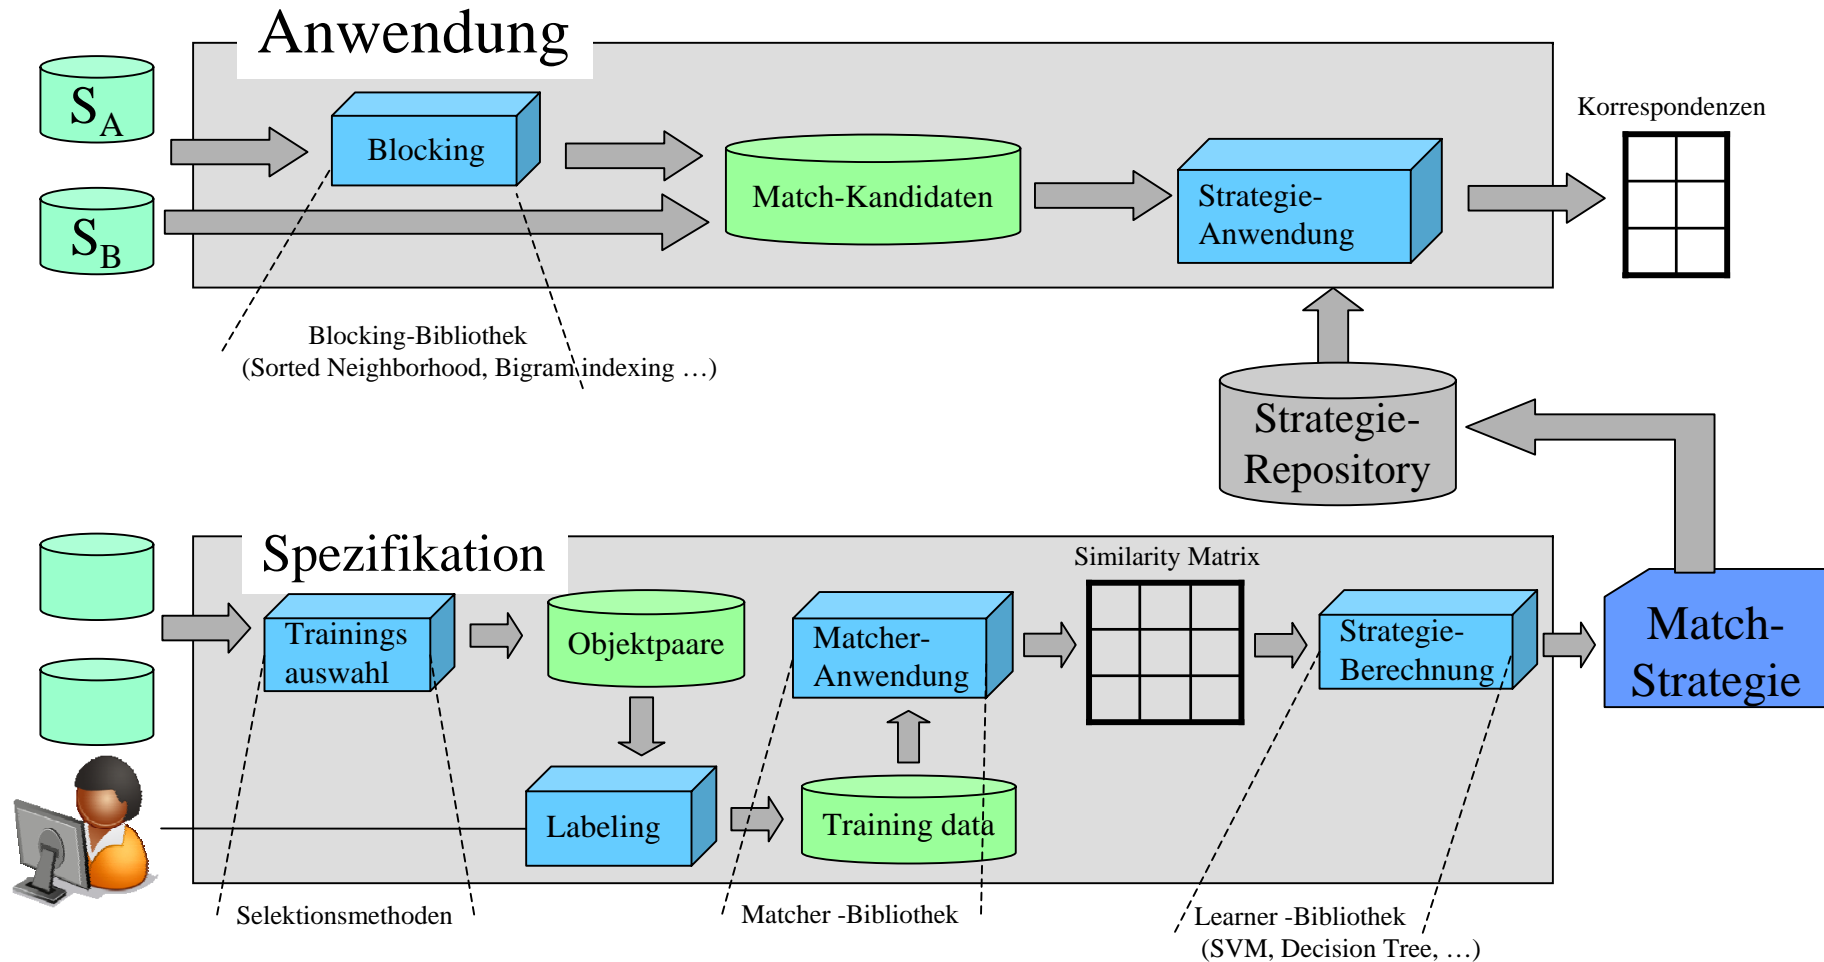 Anwendung
S_A
S_B
Blocking
Match-Kandidaten
Strategie-
Anwendung
Korrespondenzen
Blocking-Bibliothek
(Sorted Neighborhood, Bigram indexing …)
Strategie-
Repository
Spezifikation
Trainings
auswahl
Objektpaare
Matcher-
Anwendung
Similarity Matrix
Strategie-
Berechnung
Match-
Strategie
Labeling
Training data
Selektionsmethoden
Matcher -Bibliothek
Learner -Bibliothek
(SVM, Decision Tree, …)